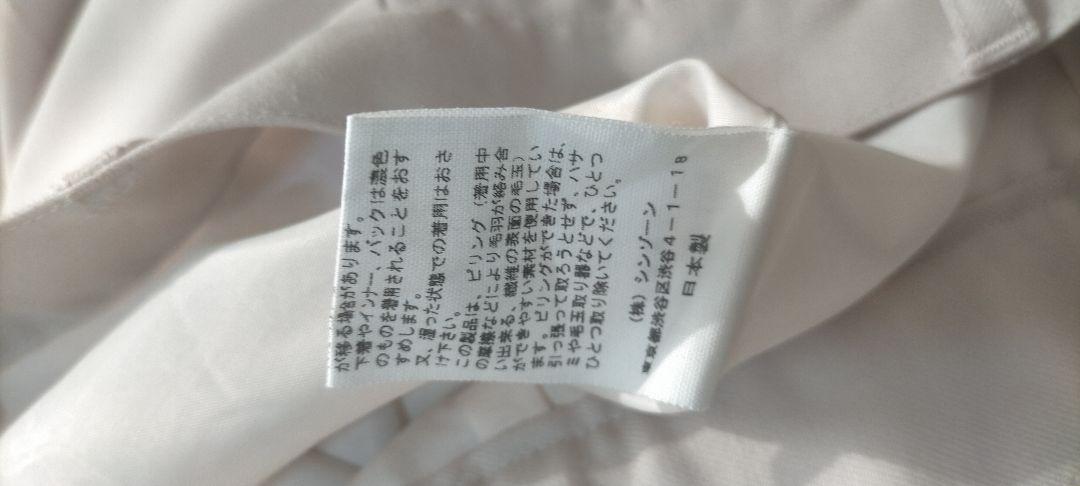 が移る場合があります。
下着やインナー、バックは濃色
のものを着用されることをおす
すめします。
又、湿った状態での着用はおさ
け下さい。
この製品は、ピリング（着用中
の摩擦などにより毛羽が絡み合
い出来る、繊維の表面の毛玉）
ができやすい素材を使用してい
ます。ピリングができた場合は、
引っ張って取ろうとせず、ハサ
ミや毛玉取り器などで、ひとつ
ひとつ取り除いてください。
（株）シンゾーン
東京都渋谷区渋谷4－1－18
日本製